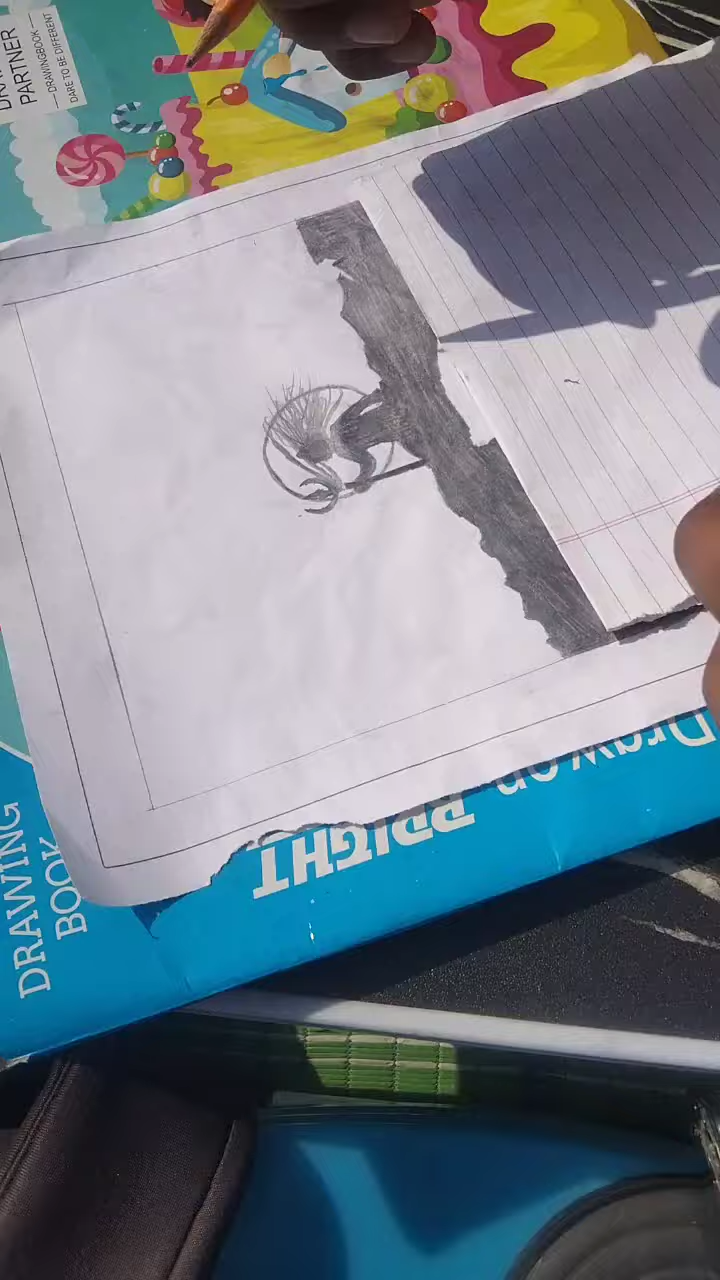 PARTNER
— DRAWINGBOOK —
DARE TO BE DIFFERENT
DRAWING
BOOK
Draw on
BRIGHT